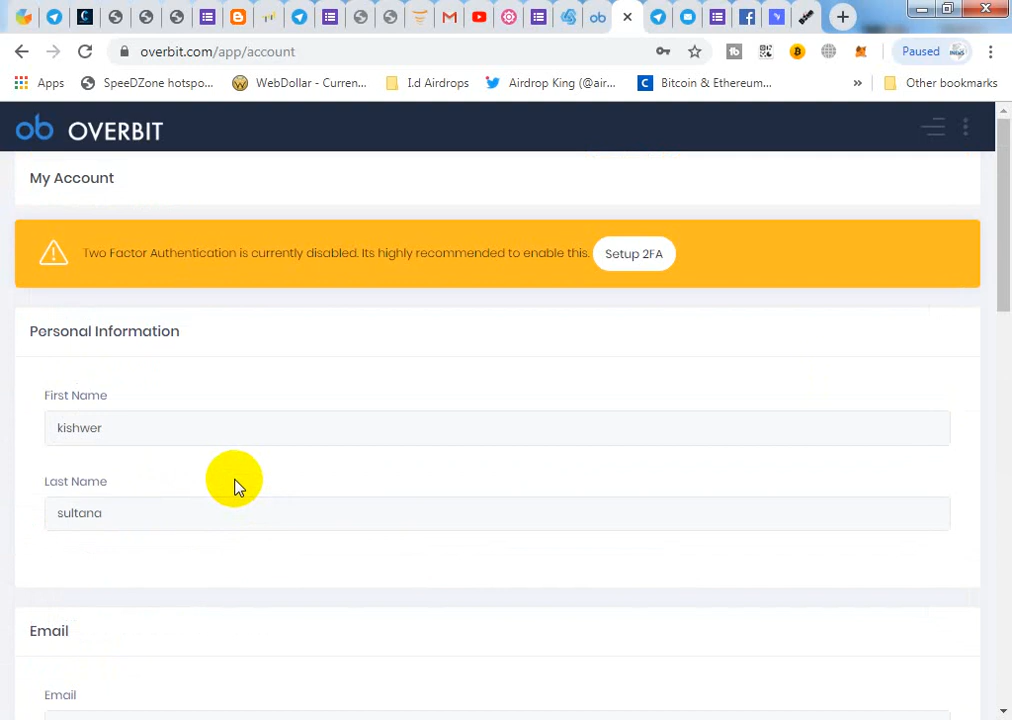 overbit.com/app/account
Paused
Apps
SpeeDZone hotspo...
WebDollar - Curren...
I.d Airdrops
Airdrop King (@air...
Bitcoin & Ethereum...
»
Other bookmarks
ob OVERBIT
My Account
Two Factor Authentication is currently disabled. Its highly recommended to enable this. Setup 2FA
Personal Information
First Name
kishwer
Last Name
sultana
Email
Email